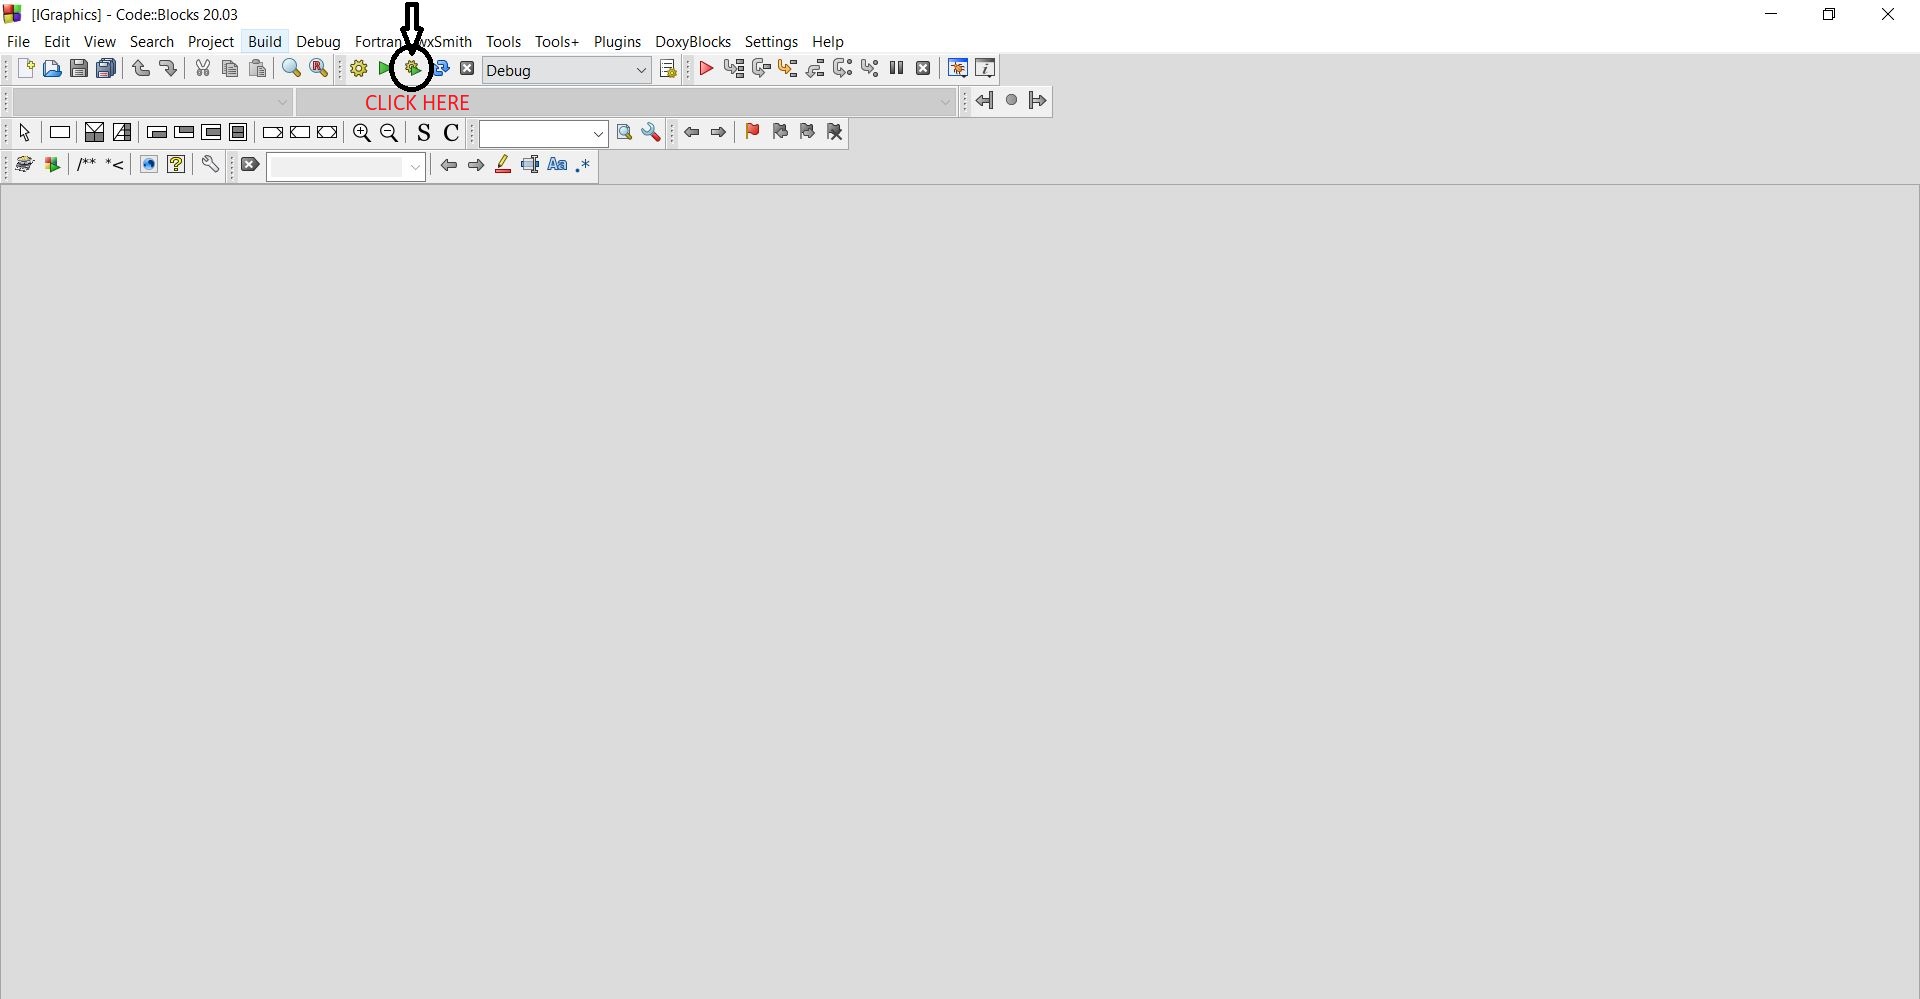 [IGraphics] - Code::Blocks 20.03
File Edit View Search Project Build Debug Fortran wxSmith Tools Tools+ Plugins DoxyBlocks Settings Help
Debug
CLICK HERE
S C
/** *< Aa .*